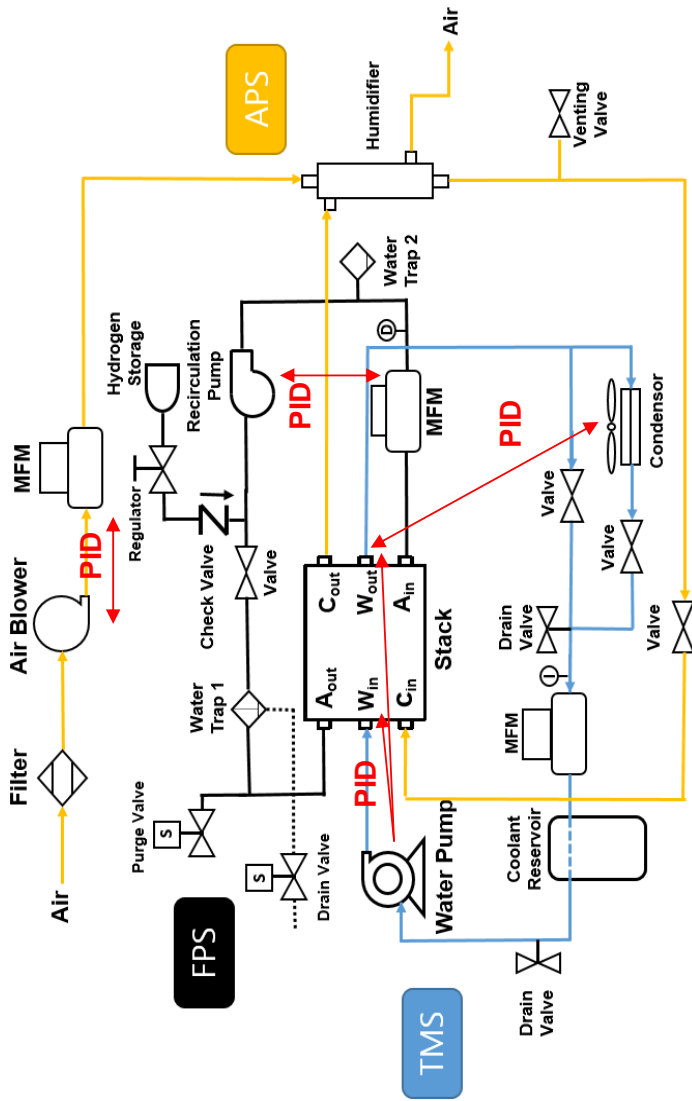 APS
Air
Humidifier
Venting
Valve
Water
Trap 2
Hydrogen
Storage
Recirculation
Pump
D
MFM
PID
MFM
PID
Condensor
Regulator
Check Valve
Valve
Valve
Valve
Valve
PID
Air Blower
Cout
Wout
Ain
Aout
Win
Cin
Stack
Drain
Valve
I
MFM
Water
Trap 1
Filter
Air
Purge Valve
S
S
Drain Valve
PID
Water Pump
Coolant
Reservoir
FPS
TMS
Drain
Valve